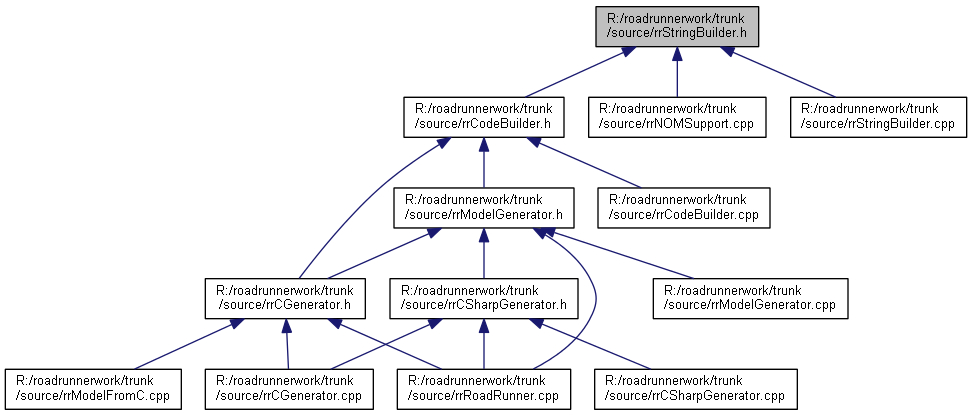 R:/roadrunnerwork/trunk
/source/rrStringBuilder.h
R:/roadrunnerwork/trunk
/source/rrCodeBuilder.h
R:/roadrunnerwork/trunk
/source/rrNOMSupport.cpp
R:/roadrunnerwork/trunk
/source/rrStringBuilder.cpp
R:/roadrunnerwork/trunk
/source/rrModelGenerator.h
R:/roadrunnerwork/trunk
/source/rrCodeBuilder.cpp
R:/roadrunnerwork/trunk
/source/rrCGenerator.h
R:/roadrunnerwork/trunk
/source/rrCSharpGenerator.h
R:/roadrunnerwork/trunk
/source/rrModelGenerator.cpp
R:/roadrunnerwork/trunk
/source/rrModelFromC.cpp
R:/roadrunnerwork/trunk
/source/rrCGenerator.cpp
R:/roadrunnerwork/trunk
/source/rrRoadRunner.cpp
R:/roadrunnerwork/trunk
/source/rrCSharpGenerator.cpp